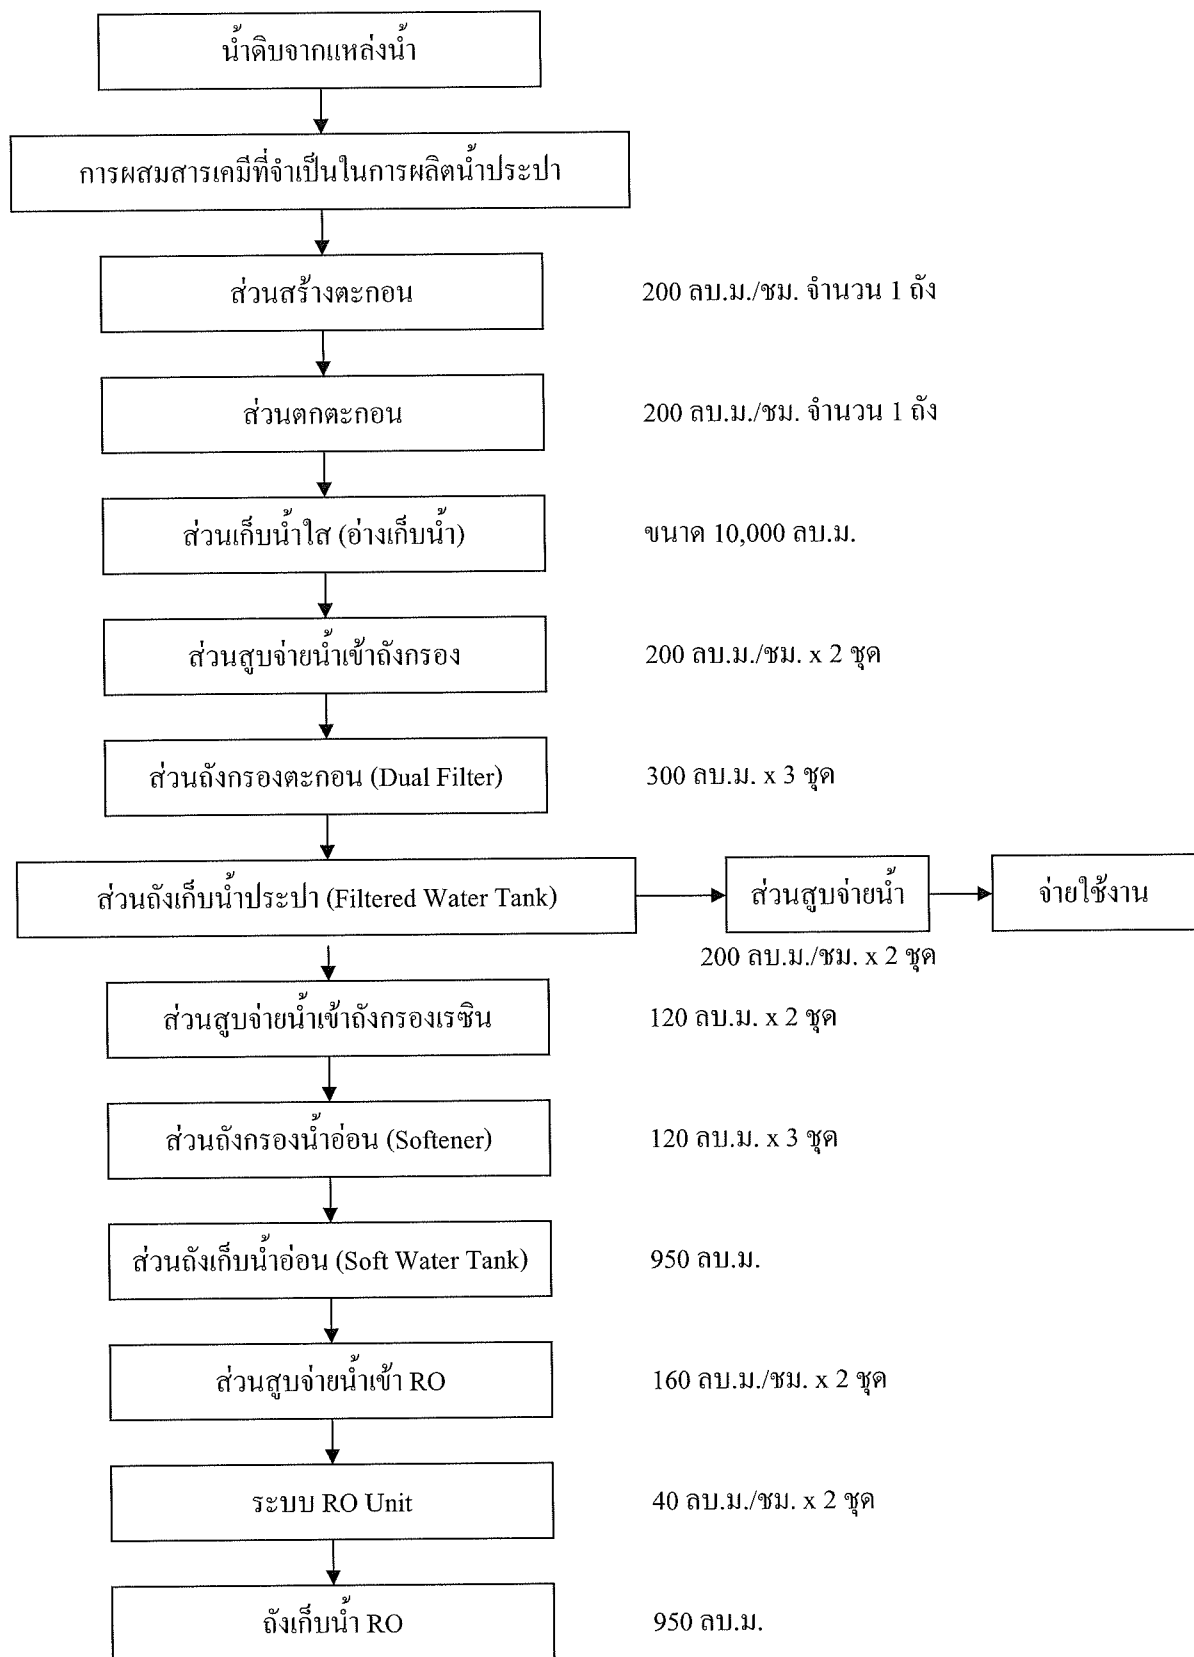 น้ำดิบจากแหล่งน้ำ
การผสมสารเคมีที่จำเป็นในการผลิตน้ำประปา
ส่วนสร้างตะกอน 200 ลบ.ม./ชม. จำนวน 1 ถัง
ส่วนตกตะกอน 200 ลบ.ม./ชม. จำนวน 1 ถัง
ส่วนเก็บน้ำใส (อ่างเก็บน้ำ) ขนาด 10,000 ลบ.ม.
ส่วนสูบจ่ายน้ำเข้าถังกรอง 200 ลบ.ม./ชม. x 2 ชุด
ส่วนถังกรองตะกอน (Dual Filter) 300 ลบ.ม. x 3 ชุด
ส่วนถังเก็บน้ำประปา (Filtered Water Tank) ส่วนสูบจ่ายน้ำ จ่ายใช้งาน
200 ลบ.ม./ชม. x 2 ชุด
ส่วนสูบจ่ายน้ำเข้าถังกรองเรซิน 120 ลบ.ม. x 2 ชุด
ส่วนถังกรองน้ำอ่อน (Softener) 120 ลบ.ม. x 3 ชุด
ส่วนถังเก็บน้ำอ่อน (Soft Water Tank) 950 ลบ.ม.
ส่วนสูบจ่ายน้ำเข้า RO 160 ลบ.ม./ชม. x 2 ชุด
ระบบ RO Unit 40 ลบ.ม./ชม. x 2 ชุด
ถังเก็บน้ำ RO 950 ลบ.ม.